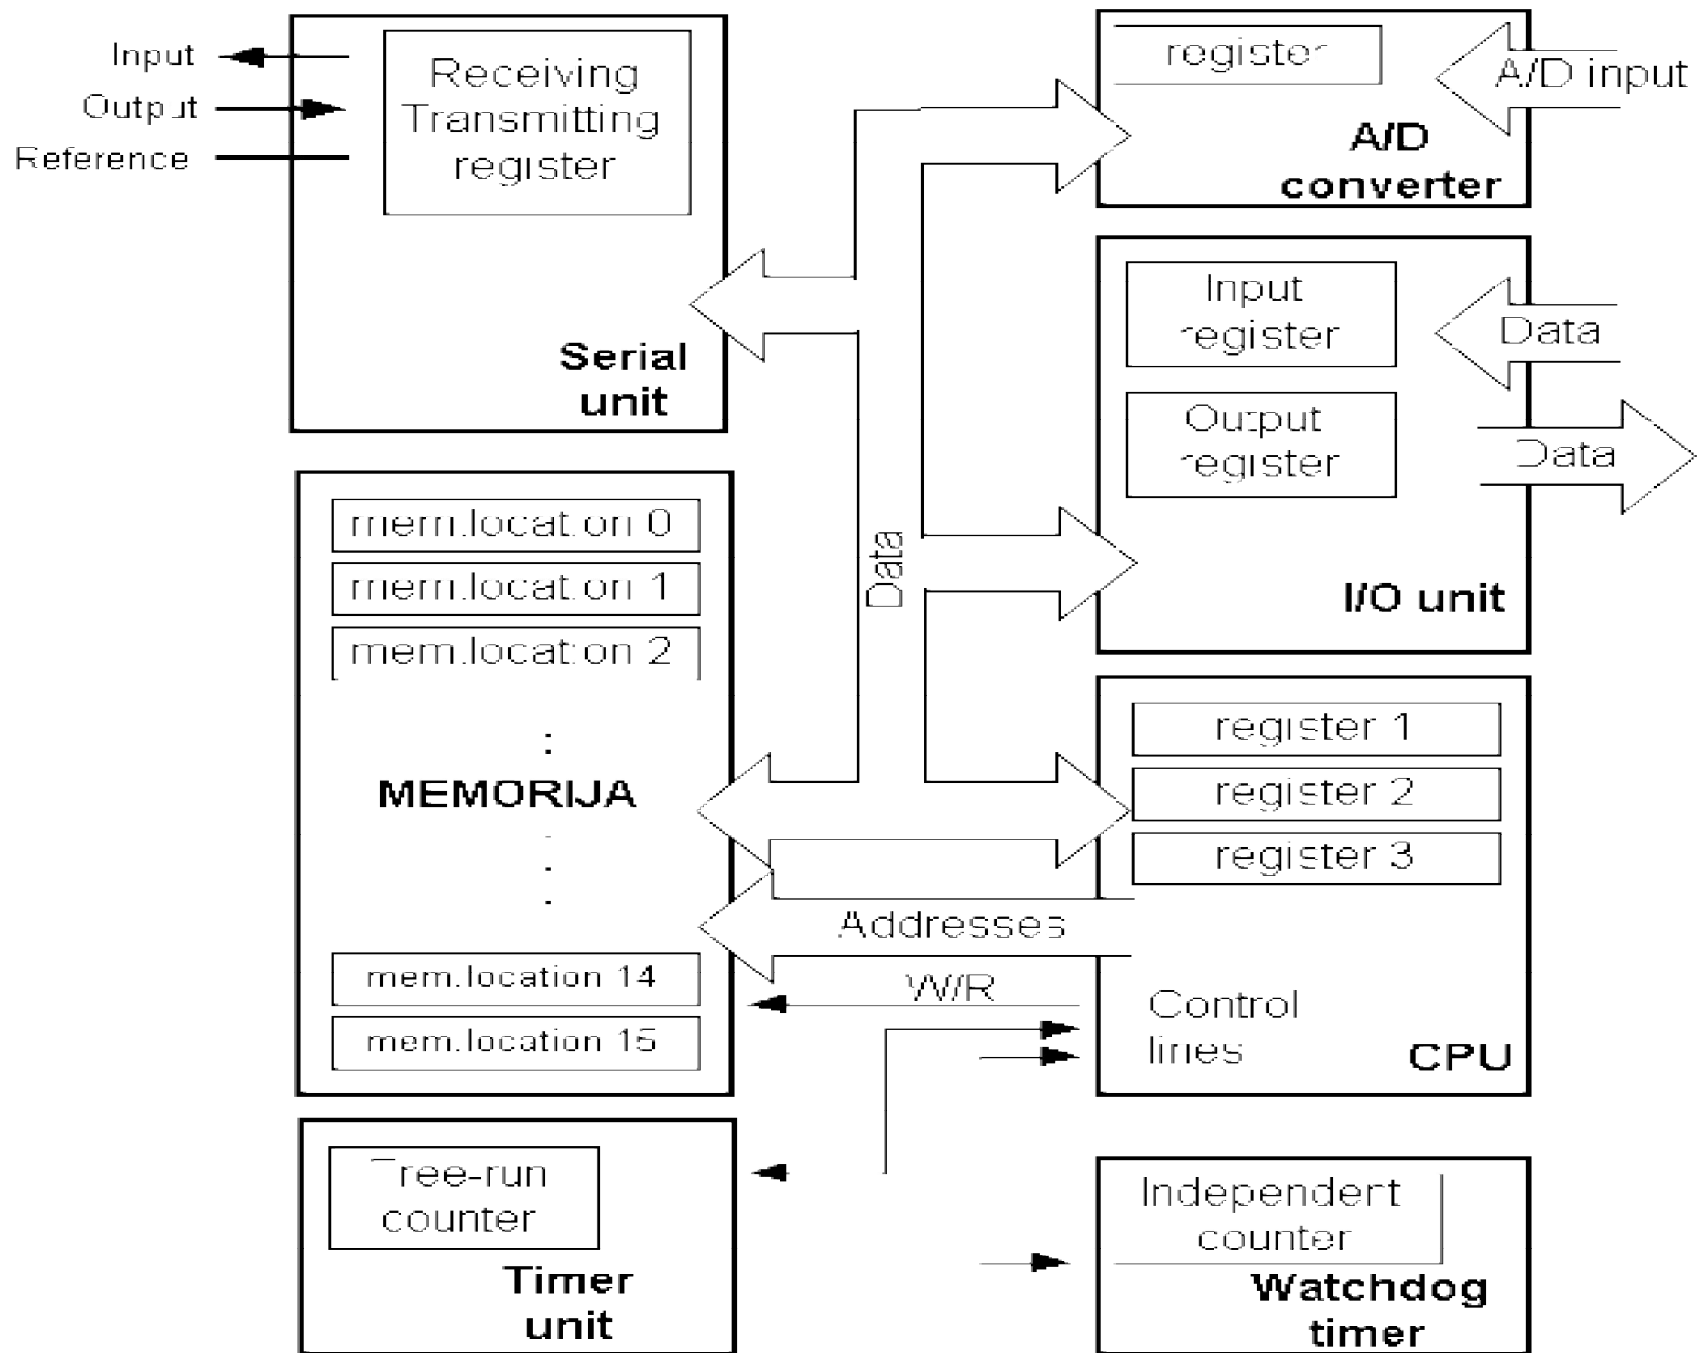 Input
Output
Reference
Receiving
Transmitting
register
Serial
unit
register
A/D input
A/D
converter
Input
register
Output
register
Data
Data
I/O unit
Data
mem.location 0
mem.location 1
mem.location 2
MEMORIJA
mem.location 14
mem.location 15
register 1
register 2
register 3
Addresses
W/R
Control
lines
CPU
Free-run
counter
Timer
unit
Independent
counter
Watchdog
timer